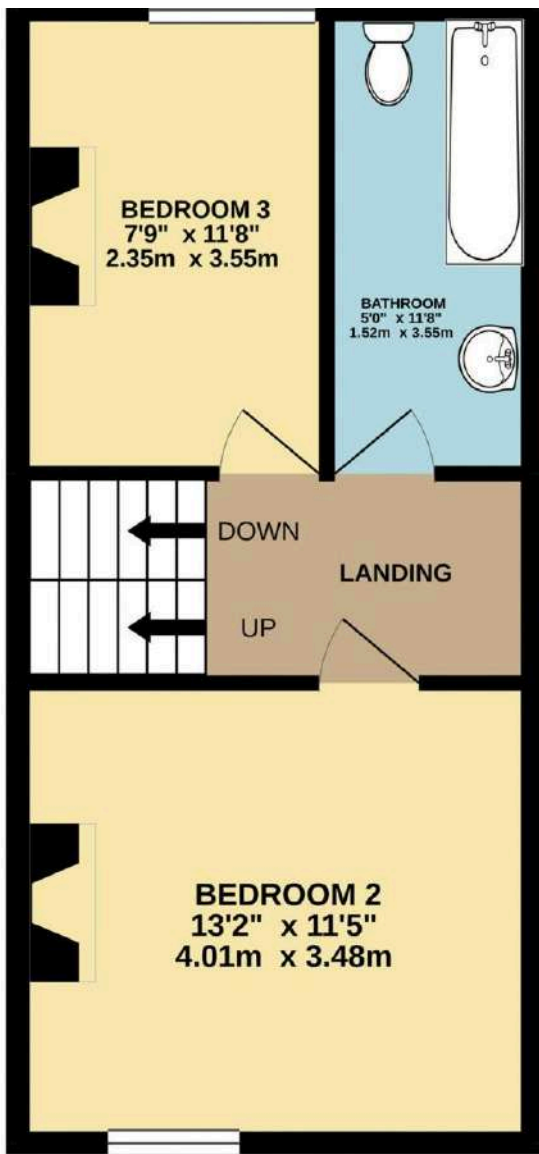 BEDROOM 3
7'9" x 11'8"
2.35m x 3.55m
BATHROOM
5'0" x 11'8"
1.52m x 3.55m
DOWN
LANDING
UP
BEDROOM 2
13'2" x 11'5"
4.01m x 3.48m